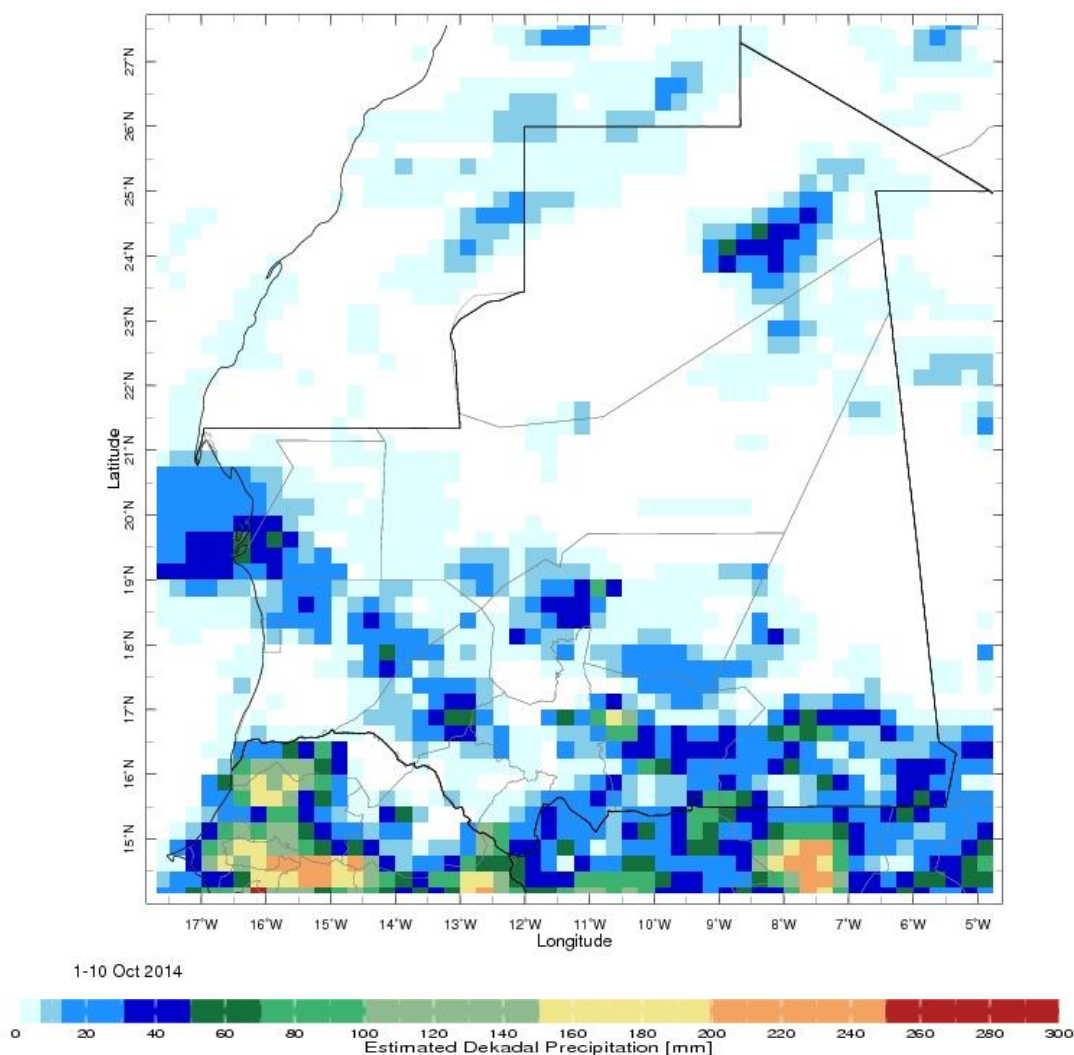 27°N
26°N
25°N
24°N
23°N
22°N
21°N
20°N
19°N
18°N
17°N
16°N
15°N
Latitude
17°W 16°W 15°W 14°W 13°W 12°W 11°W 10°W 9°W 8°W 7°W 6°W 5°W
Longitude
1-10 Oct 2014
0 20 40 60 80 100 120 140 160 180 200 220 240 260 280 300
Estimated Dekadal Precipitation [mm]